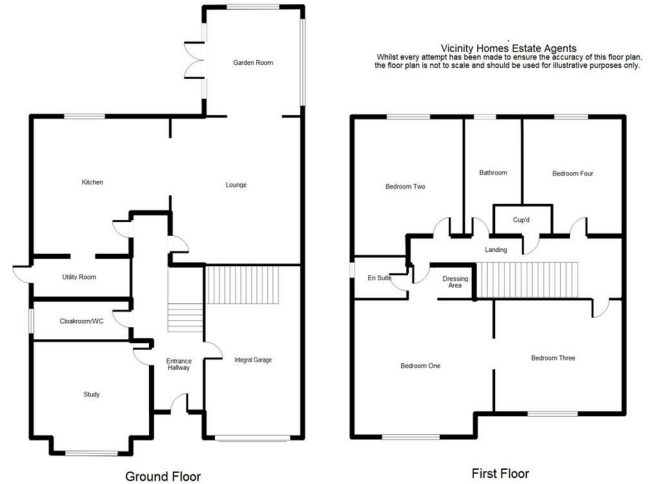 Vicinity Homes Estate Agents
Whilst every attempt has been made to ensure the accuracy of this floor plan,
the floor plan is not to scale and should be used for illustrative purposes only.
Garden Room
Kitchen
Lounge
Utility Room
Cloakroom/WC
Study
Entrance
Hallway
Integral Garage
Ground Floor
Bedroom Two
Bathroom
Bedroom Four
Cup'd
Landing
En Suite
Dressing
Area
Bedroom One
Bedroom Three
First Floor